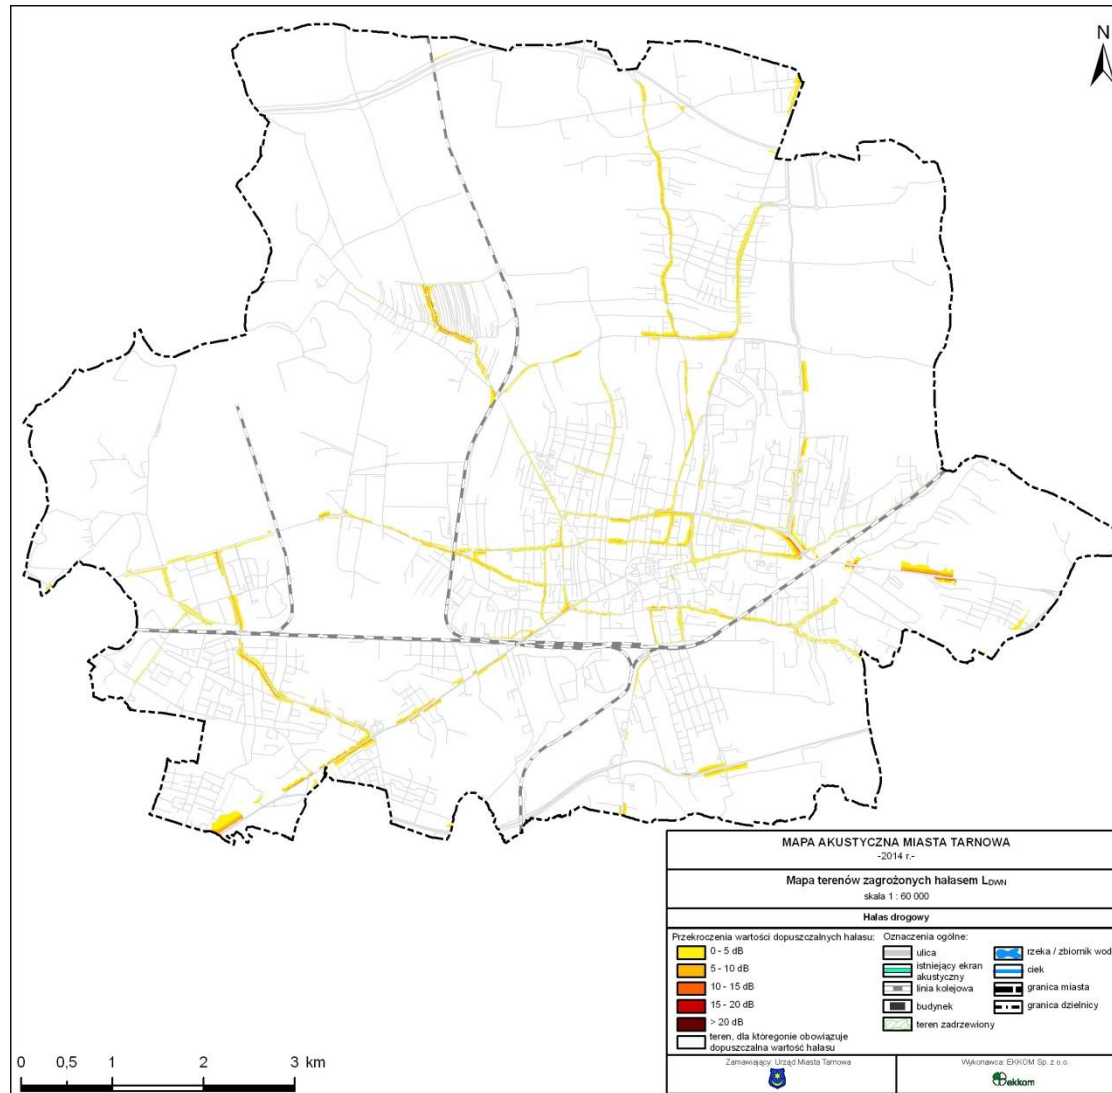 N
MAPA AKUSTYCZNA MIASTA TARNOWA
-2014 r.-
Mapa terenów zagrożonych hałasem LDWN
skala 1 : 60 000
Hałas drogowy
Przekroczenia wartości dopuszczalnych hałasu:
0 - 5 dB
5 - 10 dB
10 - 15 dB
15 - 20 dB
> 20 dB
teren, dla któregonie obowiązuje
dopuszczalna wartość hałasu
Oznaczenia ogólne:
ulica
istniejący ekran
akustyczny
linia kolejowa
budynek
teren zadrzewiony
rzeka / zbiornik wod
ciek
granica miasta
granica dzielnicy
0 0,5 1 2 3 km
Zamawiający: Urząd Miasta Tarnowa
Wykonawca: EKKOM Sp. z o.o.
ekkom